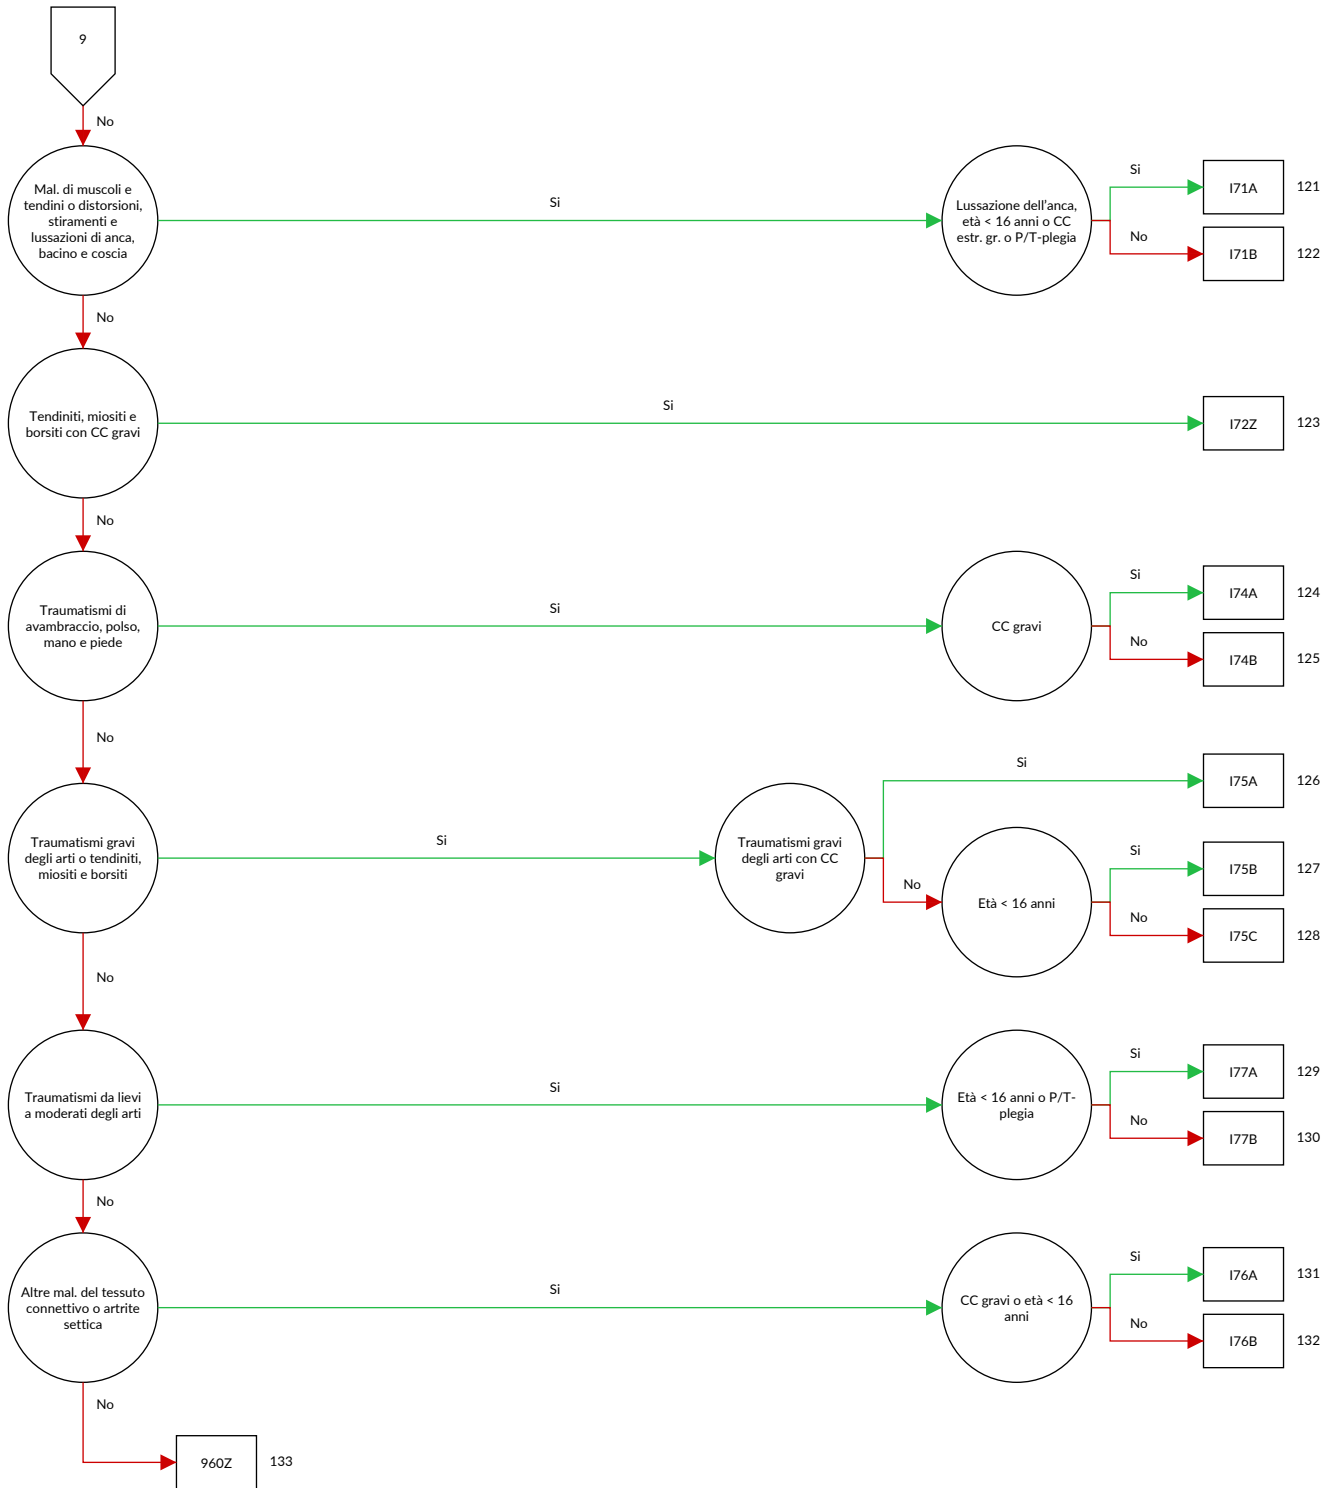 9
No
Mal. di muscoli e
tendini o distorsioni,
stiramenti e
lussazioni di anca,
bacino e coscia
Si
Lussazione dell'anca,
età < 16 anni o CC
estr. gr. o P/T-plegia
Si
I71A
121
No
I71B
122
No
Tendiniti, miositi e
borsiti con CC gravi
Si
I72Z
123
No
Traumatismi di
avambraccio, polso,
mano e piede
Si
CC gravi
Si
I74A
124
No
I74B
125
No
Traumatismi gravi
degli arti o tendiniti,
miositi e borsiti
Si
Traumatismi gravi
degli arti con CC
gravi
Si
I75A
126
No
Età < 16 anni
Si
I75B
127
No
I75C
128
No
Traumatismi da lievi
a moderati degli arti
Si
Età < 16 anni o P/T-
plegia
Si
I77A
129
No
I77B
130
No
Altre mal. del tessuto
connettivo o artrite
settica
Si
CC gravi o età < 16
anni
Si
I76A
131
No
I76B
132
No
960Z
133